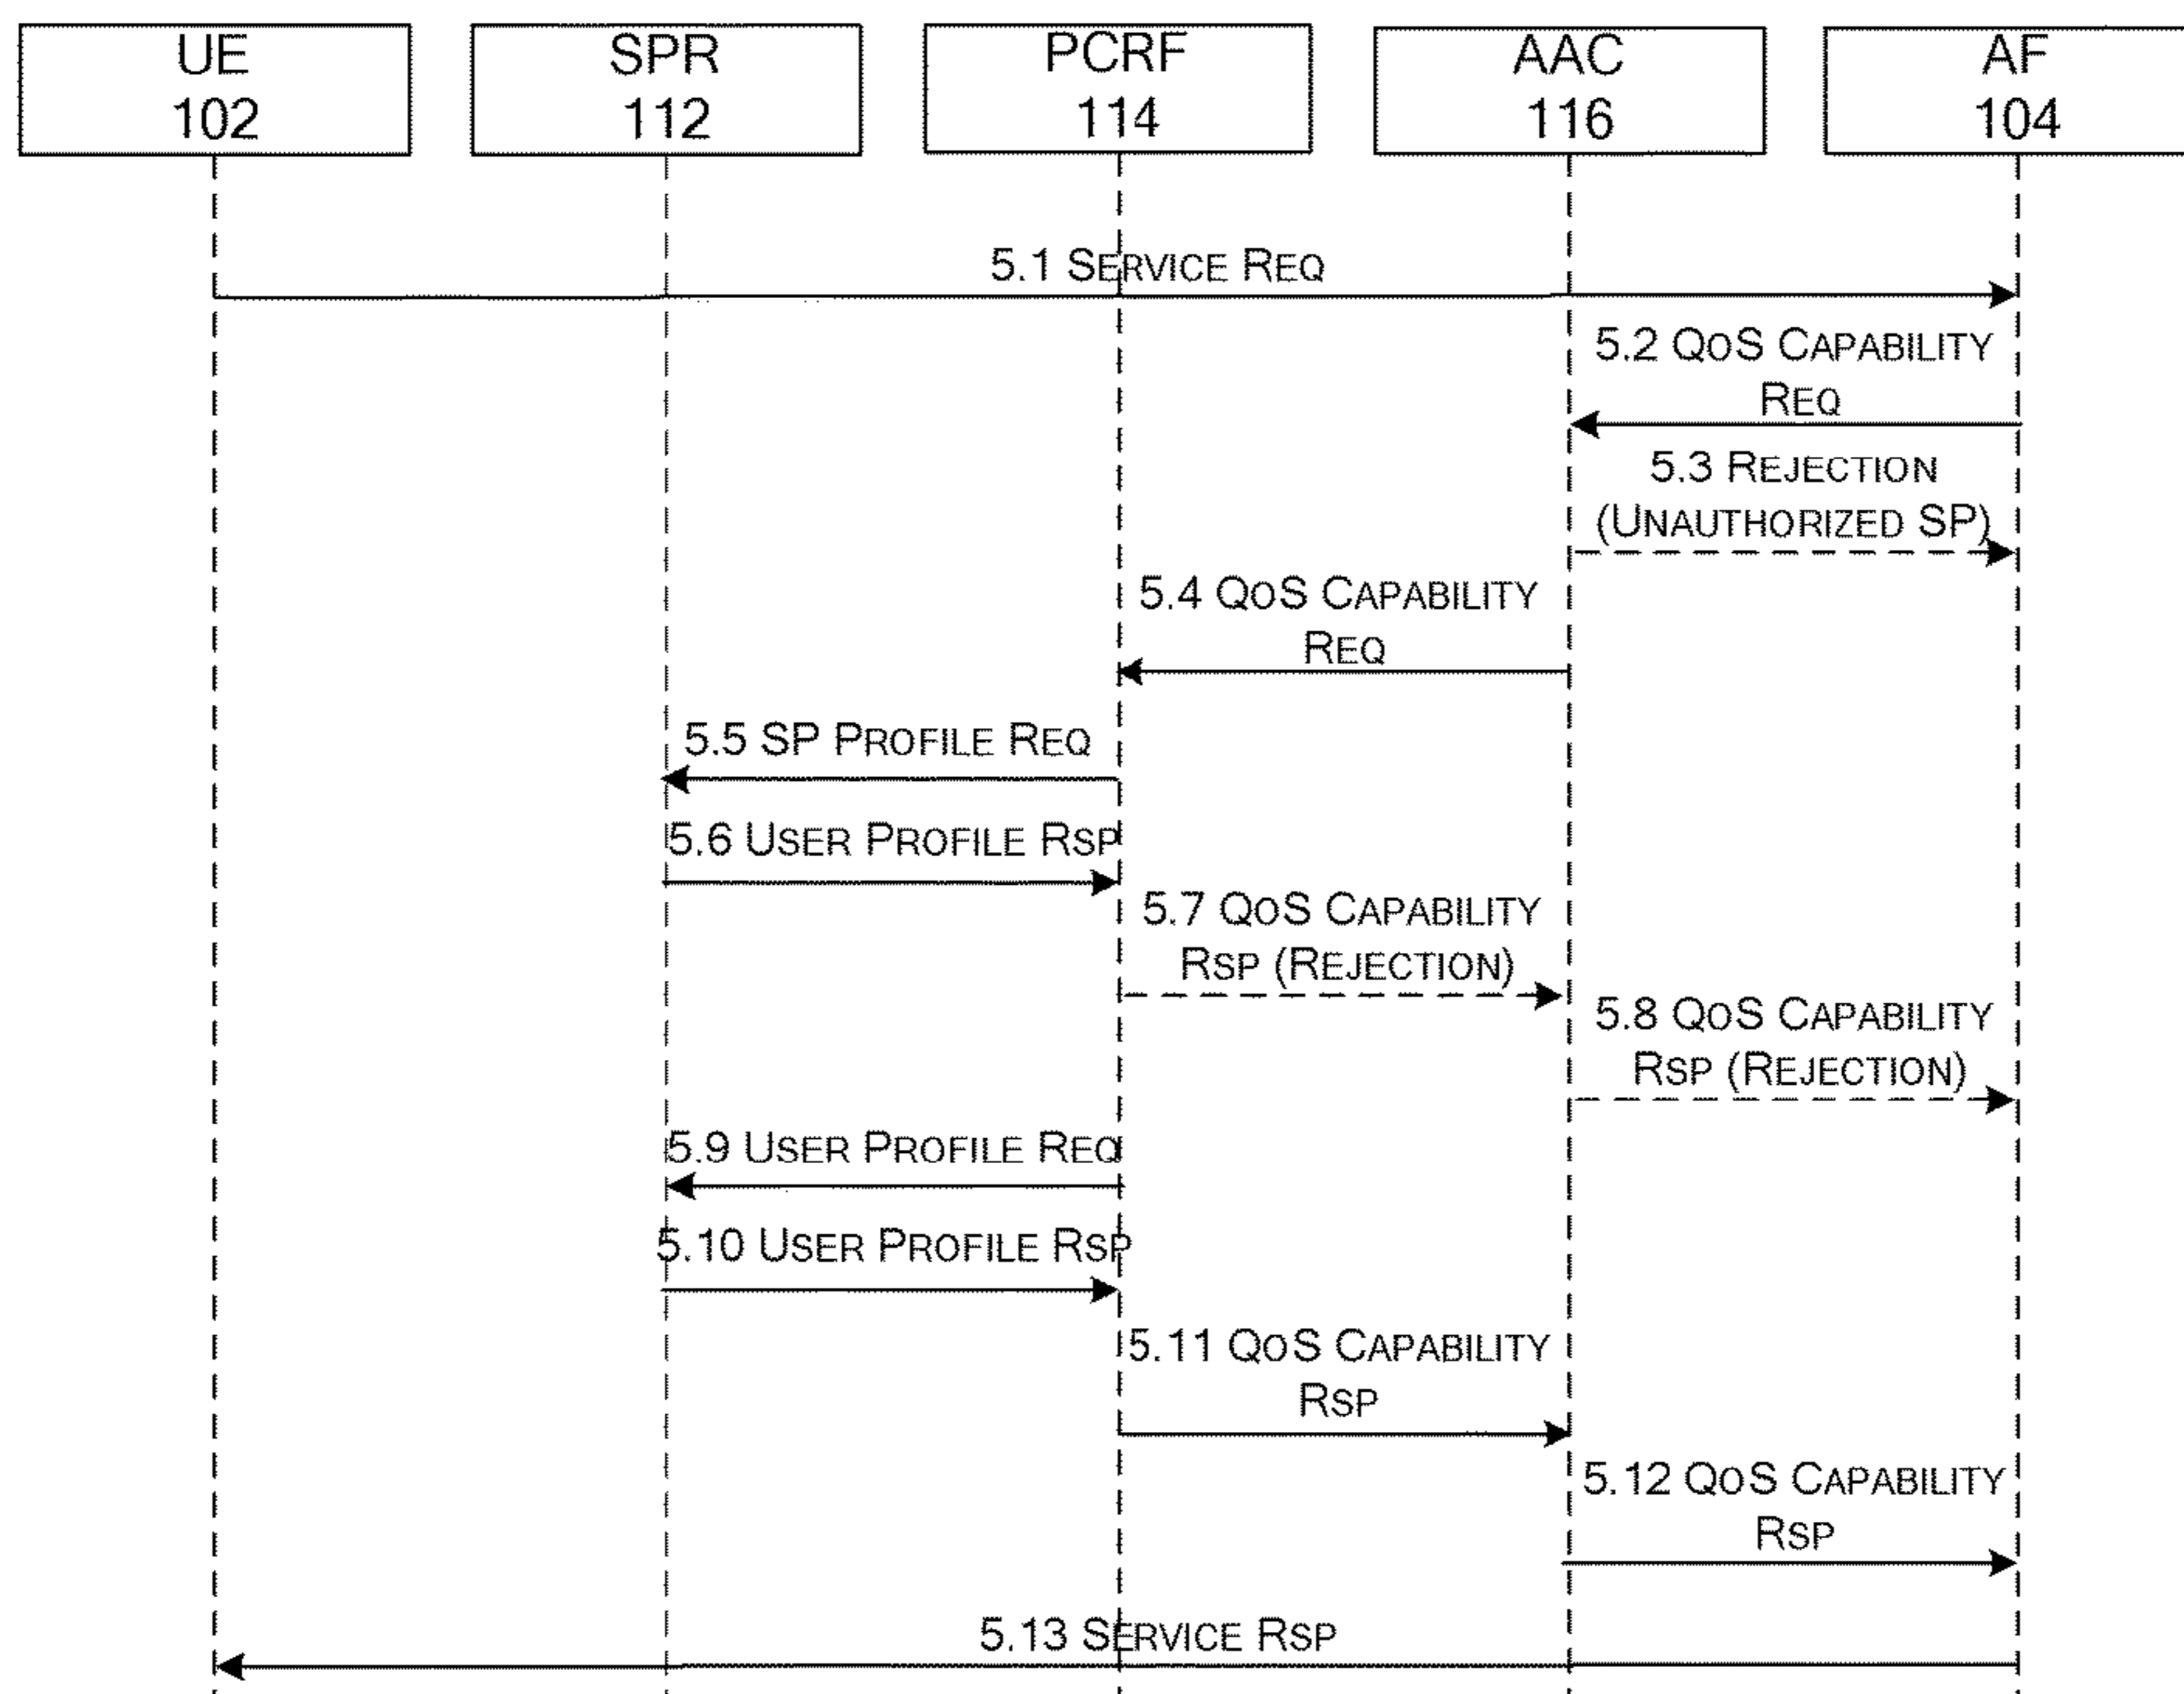 UE
102
SPR
112
PCRF
114
AAC
116
AF
104
5.1 SERVICE REQ
5.2 QOS CAPABILITY
REQ
5.3 REJECTION
(UNAUTHORIZED SP)
5.4 QOS CAPABILITY
REQ
5.5 SP PROFILE REQ
5.6 USER PROFILE RSP
5.7 QOS CAPABILITY
RSP (REJECTION)
5.8 QOS CAPABILITY
RSP (REJECTION)
5.9 USER PROFILE REQ
5.10 USER PROFILE RSP
5.11 QOS CAPABILITY
RSP
5.12 QOS CAPABILITY
RSP
5.13 SERVICE RSP